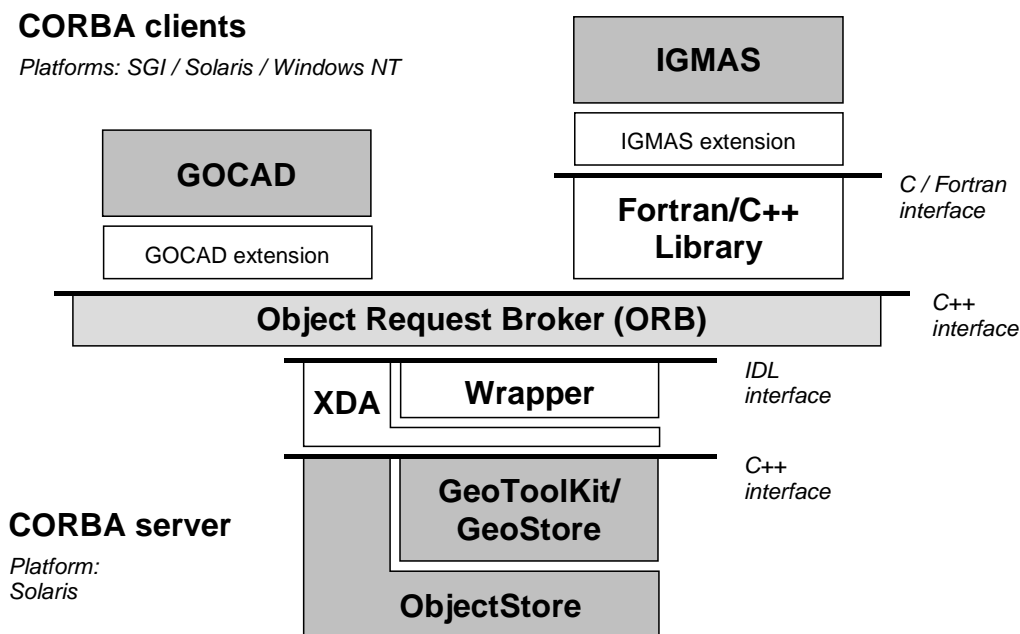 CORBA clients
Platforms: SGI / Solaris / Windows NT
IGMAS
IGMAS extension
GOCAD
GOCAD extension
C / Fortran
interface
Fortran/C++
Library
C++
interface
Object Request Broker (ORB)
IDL
interface
XDA
Wrapper
C++
interface
GeoToolKit/
GeoStore
CORBA server
Platform:
Solaris
ObjectStore